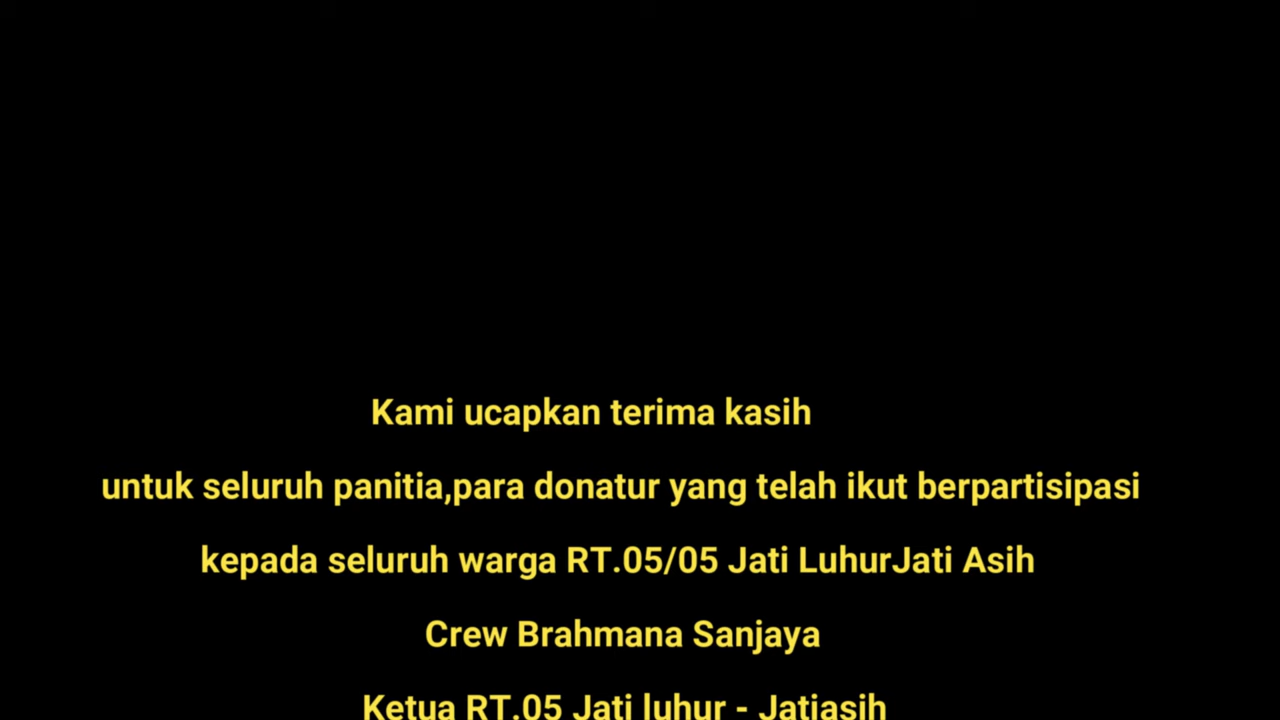 Kami ucapkan terima kasih
untuk seluruh panitia,para donatur yang telah ikut berpartisipasi
kepada seluruh warga RT.05/05 Jati LuhurJati Asih
Crew Brahmana Sanjaya
Ketua RT.05 Jati luhur - Jatiasih